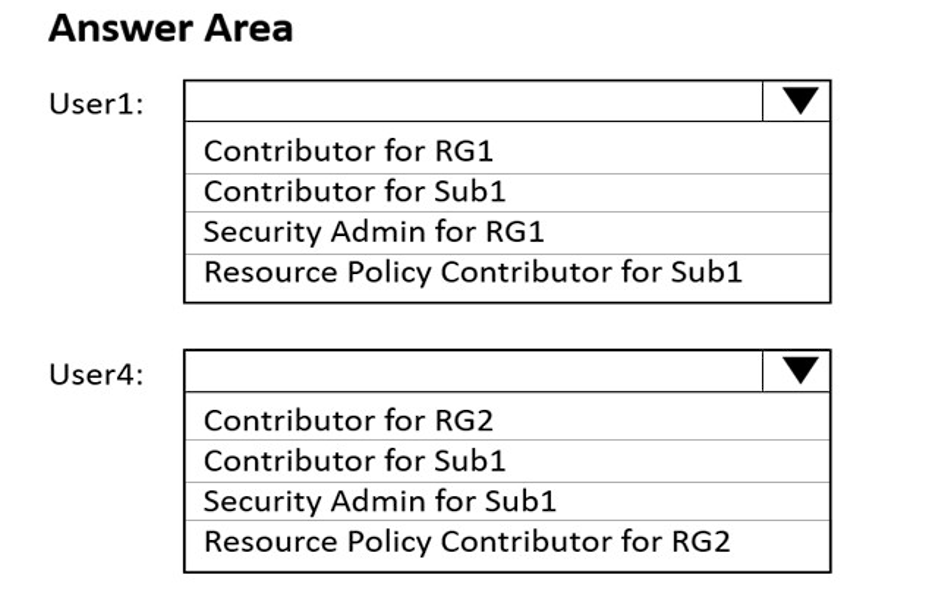 Answer Area
User1:
Contributor for RG1
Contributor for Sub1
Security Admin for RG1
Resource Policy Contributor for Sub1
User4:
Contributor for RG2
Contributor for Sub1
Security Admin for Sub1
Resource Policy Contributor for RG2